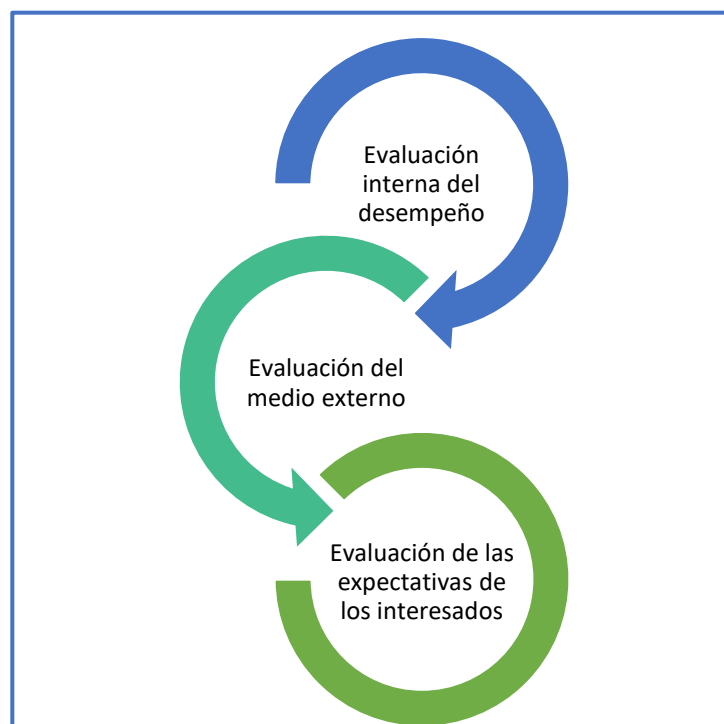 Evaluación
interna del
desempeño
Evaluación del
medio externo
Evaluación de las
expectativas de
los interesados